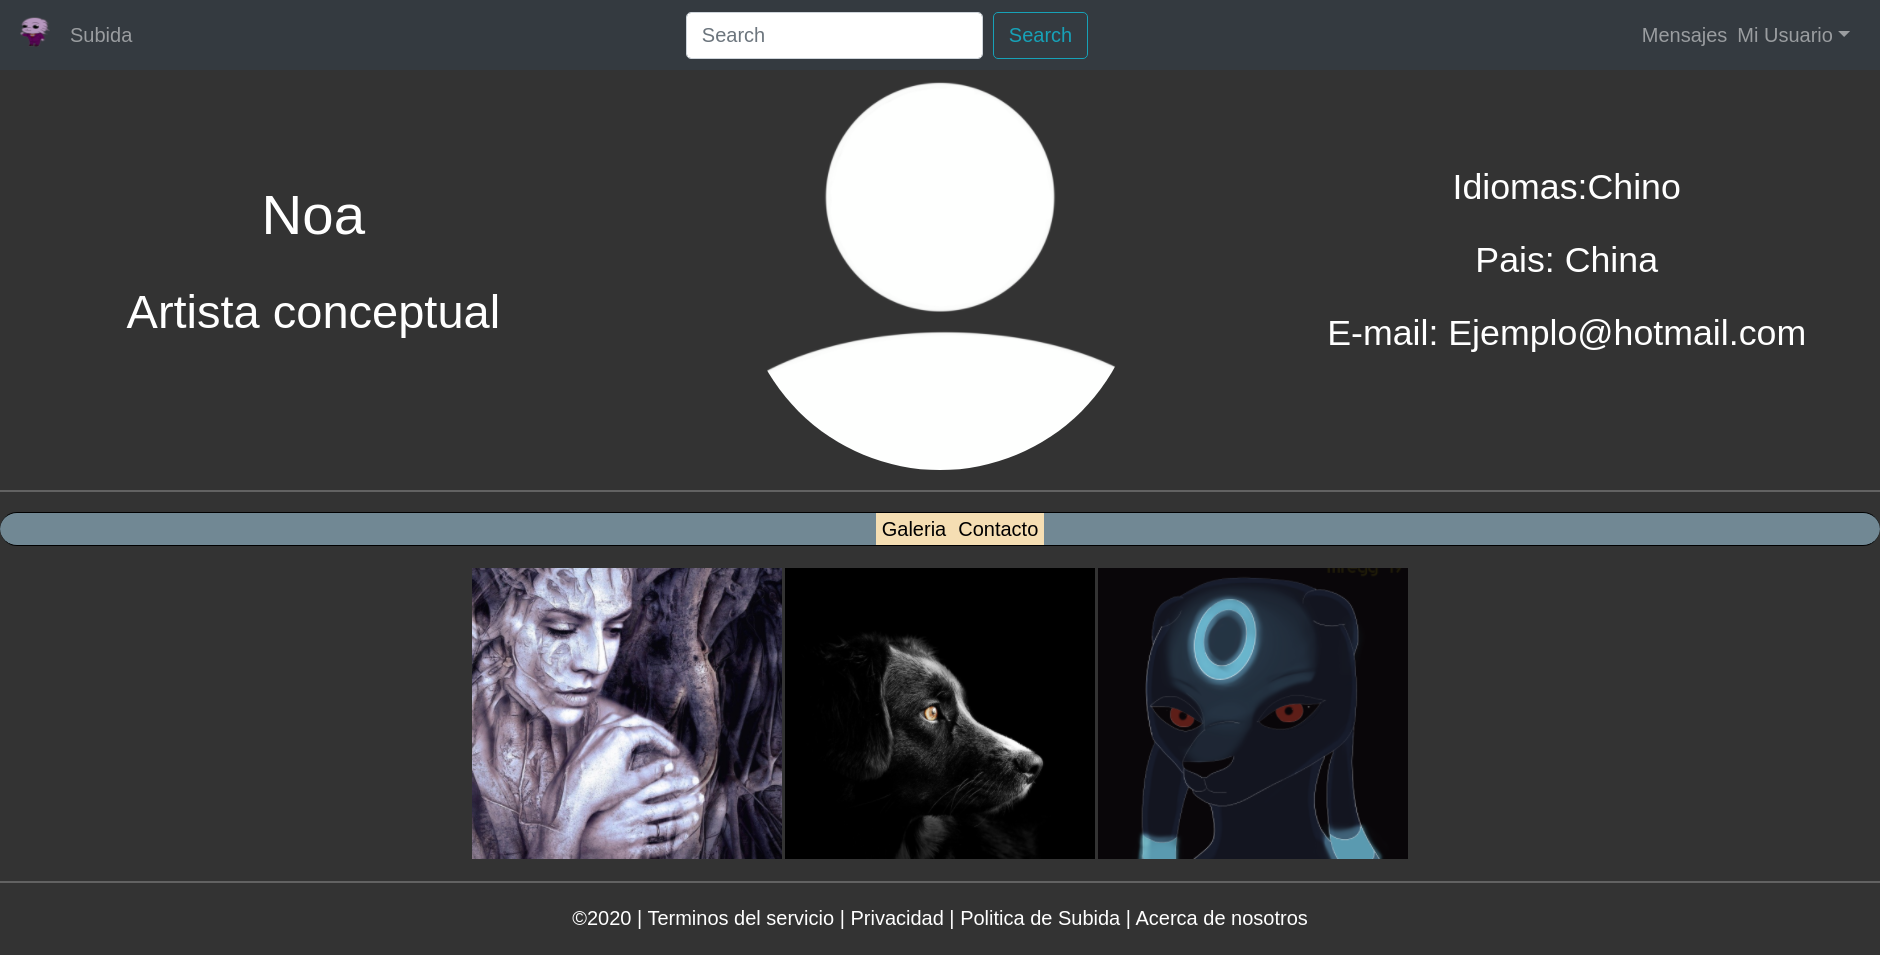 Subida
Search
Search
Mensajes Mi Usuario
Noa
Artista conceptual
Idiomas:Chino
Pais: China
E-mail: Ejemplo@hotmail.com
Galeria Contacto
©2020 | Terminos del servicio | Privacidad | Politica de Subida | Acerca de nosotros